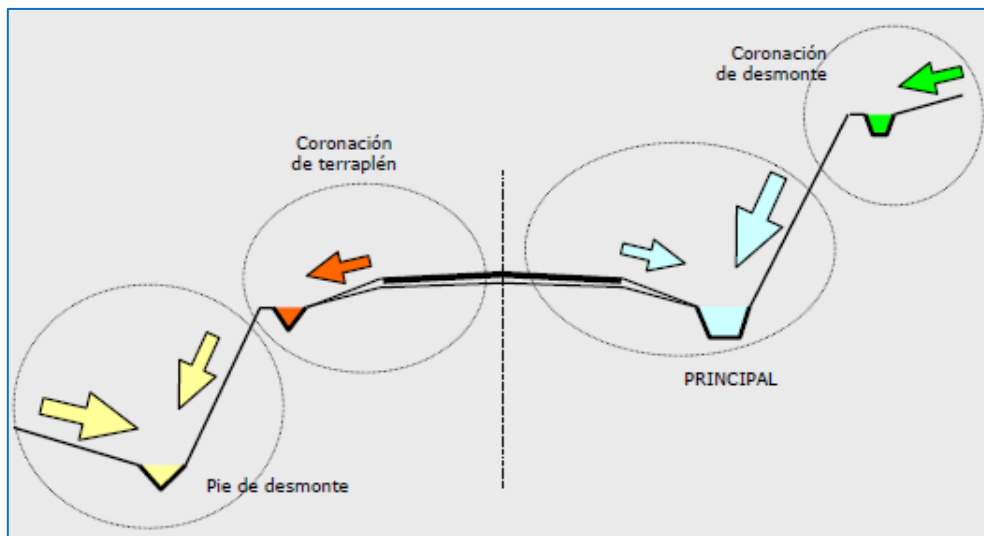 Coronación
de desmonte
Coronación
de terraplén
PRINCIPAL
Pie de desmonte